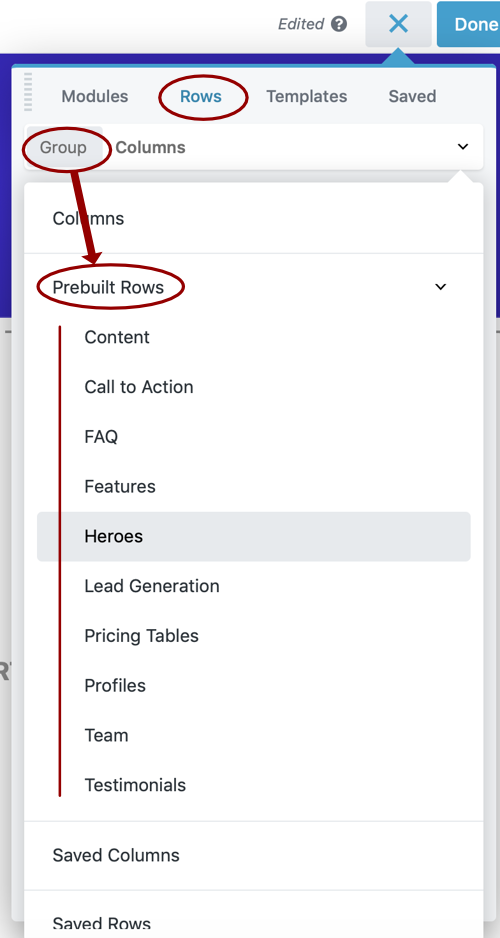 Edited ? Done
Modules Rows Templates Saved
Group Columns
Columns
Prebuilt Rows
Content
Call to Action
FAQ
Features
Heroes
Lead Generation
Pricing Tables
Profiles
Team
Testimonials
Saved Columns
Saved Rows